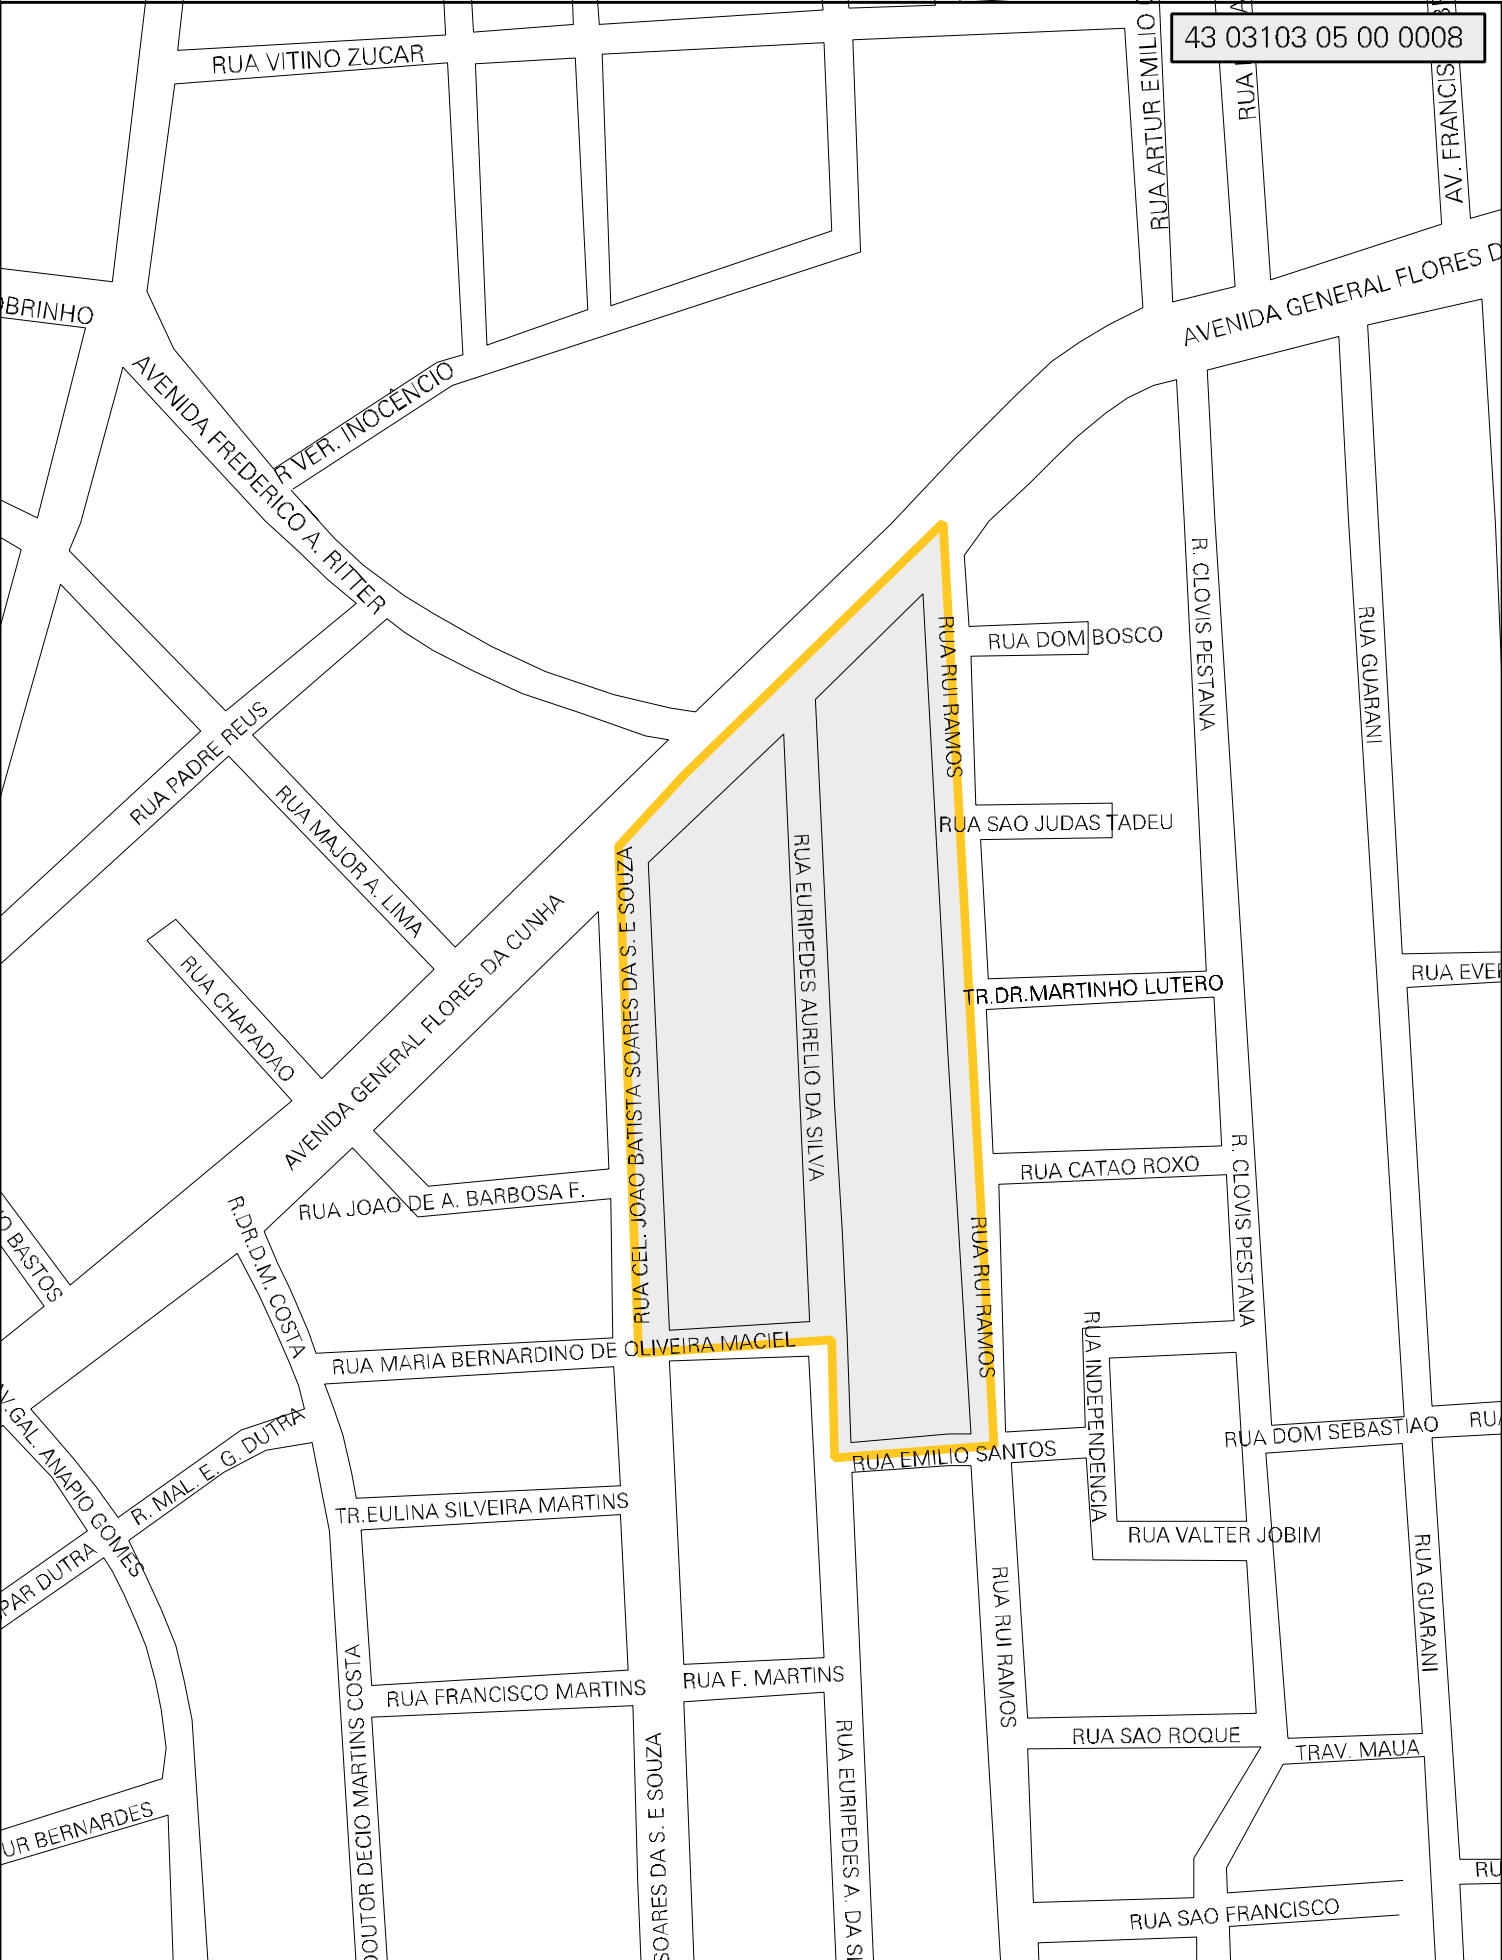 43 03103 05 00 0008
RUA VITINO ZUCAR
RUA ARTUR EMILIO
RUA
AV. FRANCIS
AVENIDA GENERAL FLORES D
OBRINHO
AVENIDA FREDERICO A. RITTER
R VER. INOCÊNCIO
R. CLOVIS PESTANA
RUA GUARANI
RUA DOM BOSCO
RUA RUI RAMOS
RUA PADRE REUS
RUA MAJOR A. LIMA
RUA SAO JUDAS TADEU
RUA EURIPEDES AURELIO DA SILVA
RUA CEL. JOAO BATISTA SOARES DA S. E SOUZA
AVENIDA GENERAL FLORES DA CUNHA
RUA CHAPADAO
RUA EVE
TR.DR.MARTINHO LUTERO
RUA CATAO ROXO
R. CLOVIS PESTANA
RUA JOAO DE A. BARBOSA F.
R.DR.D.M. COSTA
O BASTOS
RUA RUI RAMOS
RUA MARIA BERNARDINO DE OLIVEIRA MACIEL
RUA INDEPENDENCIA
V.GAL. ANAPIO GOMES
R. MAL. E. G. DUTRA
RUA DOM SEBASTIAO
RU
RUA EMILIO SANTOS
TR.EULINA SILVEIRA MARTINS
RUA VALTER JOBIM
PAR DUTRA
RUA GUARANI
RUA RUI RAMOS
RUA F. MARTINS
RUA FRANCISCO MARTINS
DOUTOR DECIO MARTINS COSTA
SOARES DA S. E SOUZA
RUA EURIPEDES A. DA SI
RUA SAO ROQUE
TRAV. MAUA
UR BERNARDES
RU
RUA SAO FRANCISCO